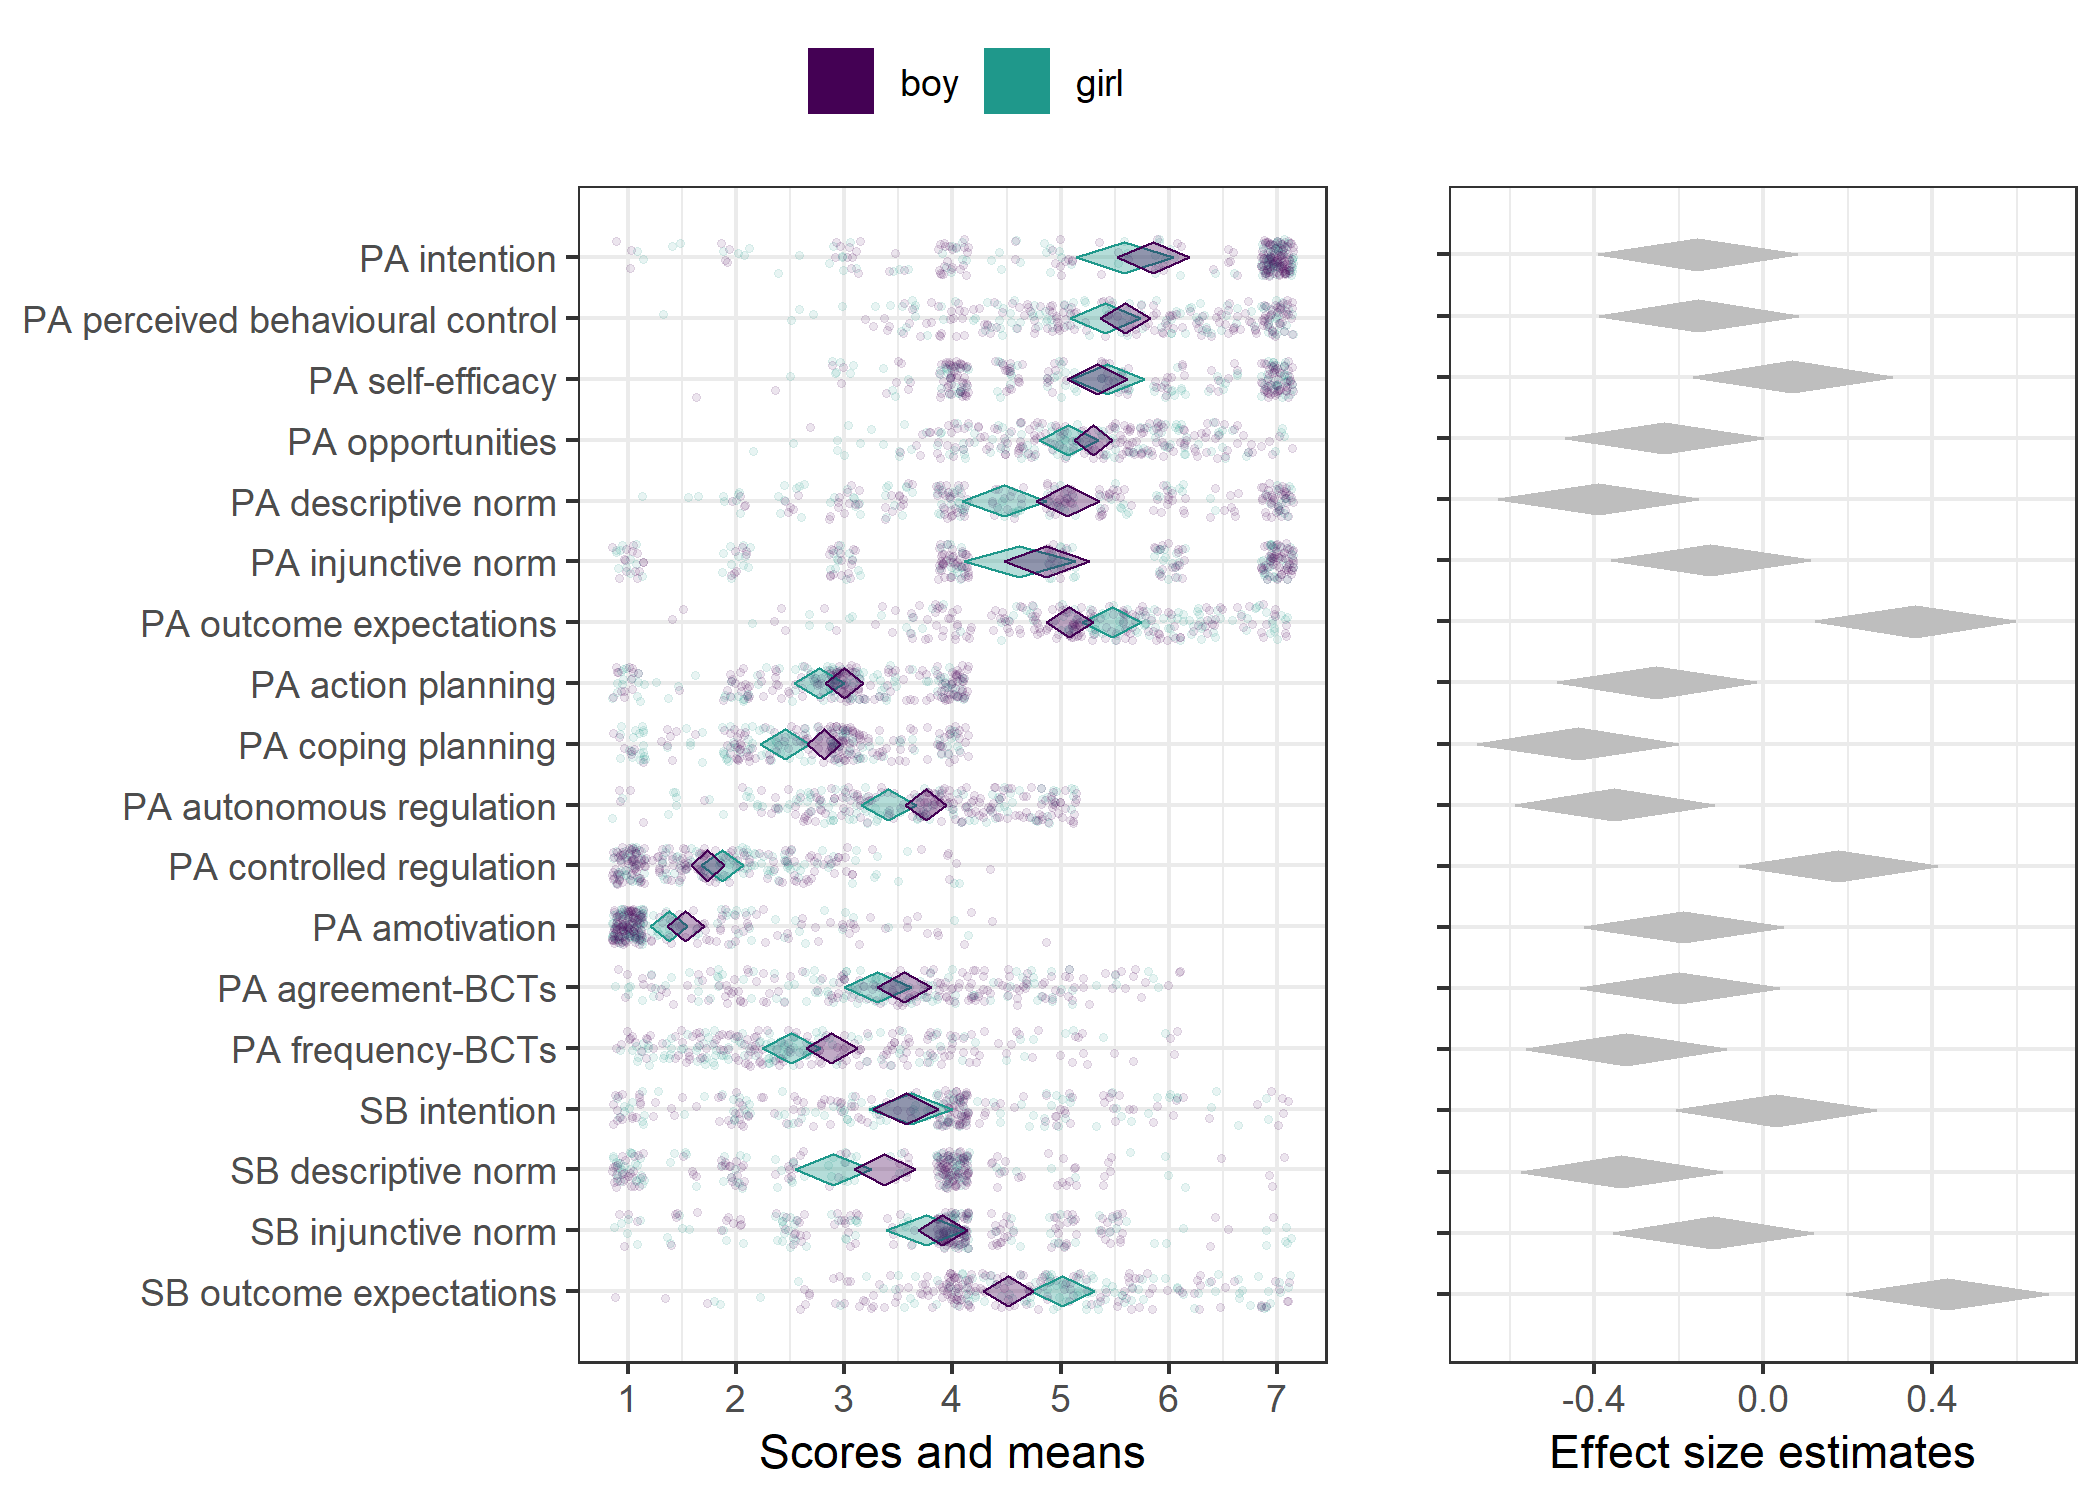 boy girl
PA intention
PA perceived behavioural control
PA self-efficacy
PA opportunities
PA descriptive norm
PA injunctive norm
PA outcome expectations
PA action planning
PA coping planning
PA autonomous regulation
PA controlled regulation
PA amotivation
PA agreement-BCTs
PA frequency-BCTs
SB intention
SB descriptive norm
SB injunctive norm
SB outcome expectations
1 2 3 4 5 6 7
Scores and means
-0.4 0.0 0.4
Effect size estimates